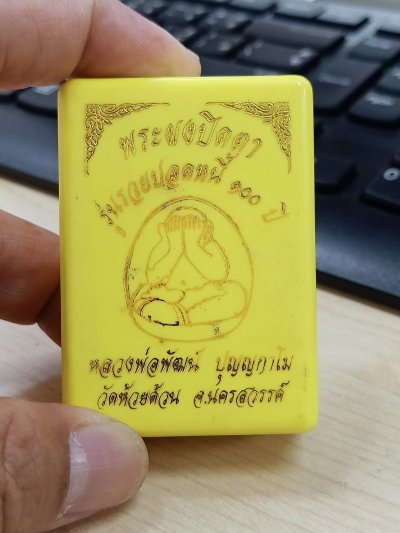 พระผงปิดตา
รุ่นรวยปลดหนี้ ๑๐๐ ปี
หลวงพ่อพัฒน์ ปุญญกาโม
วัดห้วยด้วน จ.นครสวรรค์